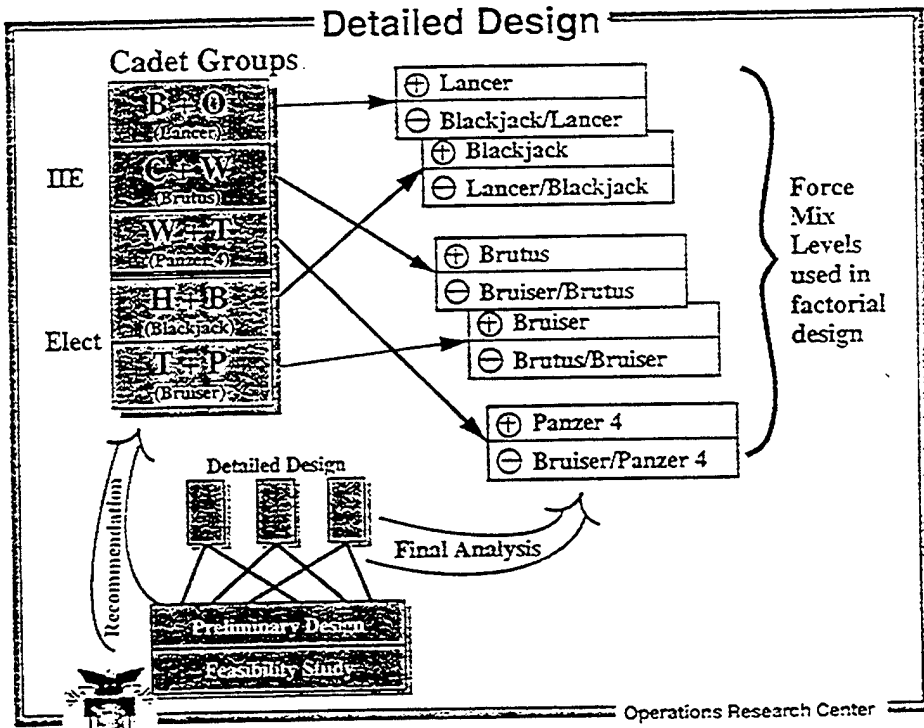 Detailed Design
Cadet Groups
IIE
Elect
B + O
(Lancer)
C + W
(Brutus)
W + T
(Panzer 4)
H + B
(Blackjack)
T + P
(Bruiser)
⊕ Lancer
⊖ Blackjack/Lancer
⊕ Blackjack
⊖ Lancer/Blackjack
⊕ Brutus
⊖ Bruiser/Brutus
⊕ Bruiser
⊖ Brutus/Bruiser
⊕ Panzer 4
⊖ Bruiser/Panzer 4
Force
Mix
Levels
used in
factorial
design
Detailed Design
Final Analysis
Recommendation
Preliminary Design
Feasibility Study
Operations Research Center